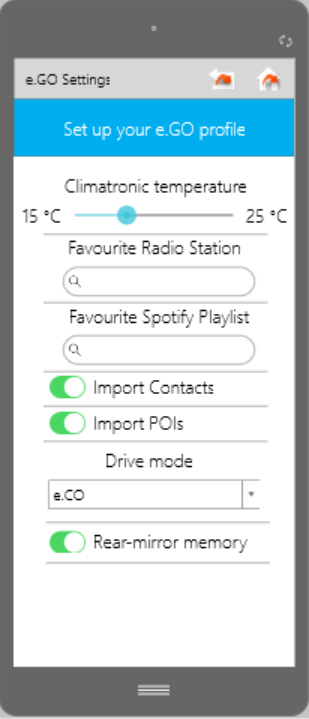 e.GO Settings
Set up your e.GO profile
Climatronic temperature
15 °C 25 °C
Favourite Radio Station
Favourite Spotify Playlist
Import Contacts
Import POIs
Drive mode
e.CO
Rear-mirror memory